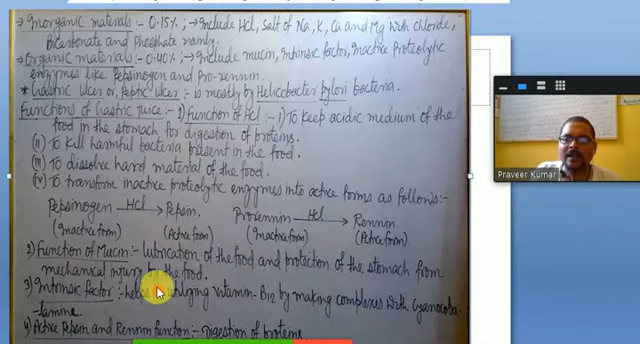 → Inorganic materials :- 0.15% ; → Include Hcl, Salt of Na, K, Ca and Mg with chloride,
Bicarbonate and Phosphate mainly.
→ Organic materials :- 0.40% ; → Include mucin, Intrinsic factor, Inactive Proteolytic
enzymes like Pepsinogen and Pro-rennin.
* Gastric Ulcer or, Peptic Ulcer :- is mostly by Helicobacter Pylori bacteria.
Functions of Gastric Juice :- 1) Function of Hcl :- i) To keep acidic medium of the
food in the stomach for digestion of proteins.
(ii) To kill harmful bacteria present in the food.
(iii) To dissolve hard material of the food.
(iv) To transform inactive proteolytic enzymes into active forms as follows :-
Pepsinogen Hcl→ Pepsin. Prorennin Hcl→ Rennin.
(Inactive form) (Active form) (Inactive form) (Active form)
2) Function of Mucin :- lubrication of the food and protection of the stomach from
mechanical injury by the food.
3) Intrinsic factor :- helps utilizing vitamin-B12 by making complexes with Cyanocoba-
-lamine.
4) Active Pepsin and Rennin function :- Digestion of proteins
Praveer Kumar